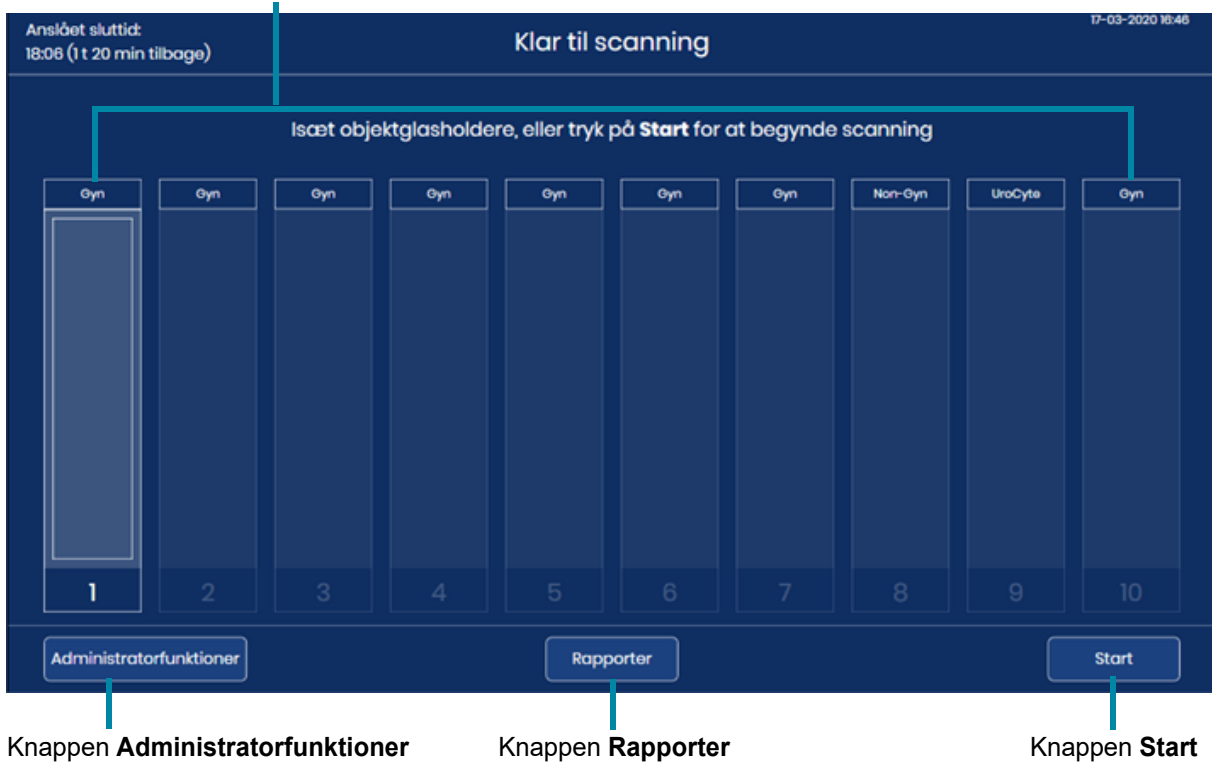 Anslået sluttid:
18:06 (1 t 20 min tilbage)
Klar til scanning
17-03-2020 16:46
Isæt objektglasholdere, eller tryk på Start for at begynde scanning
Gyn Gyn Gyn Gyn Gyn Gyn Gyn Non-Gyn UroCyte Gyn
1 2 3 4 5 6 7 8 9 10
Administratorfunktioner Rapporter Start
Knappen Administratorfunktioner Knappen Rapporter Knappen Start